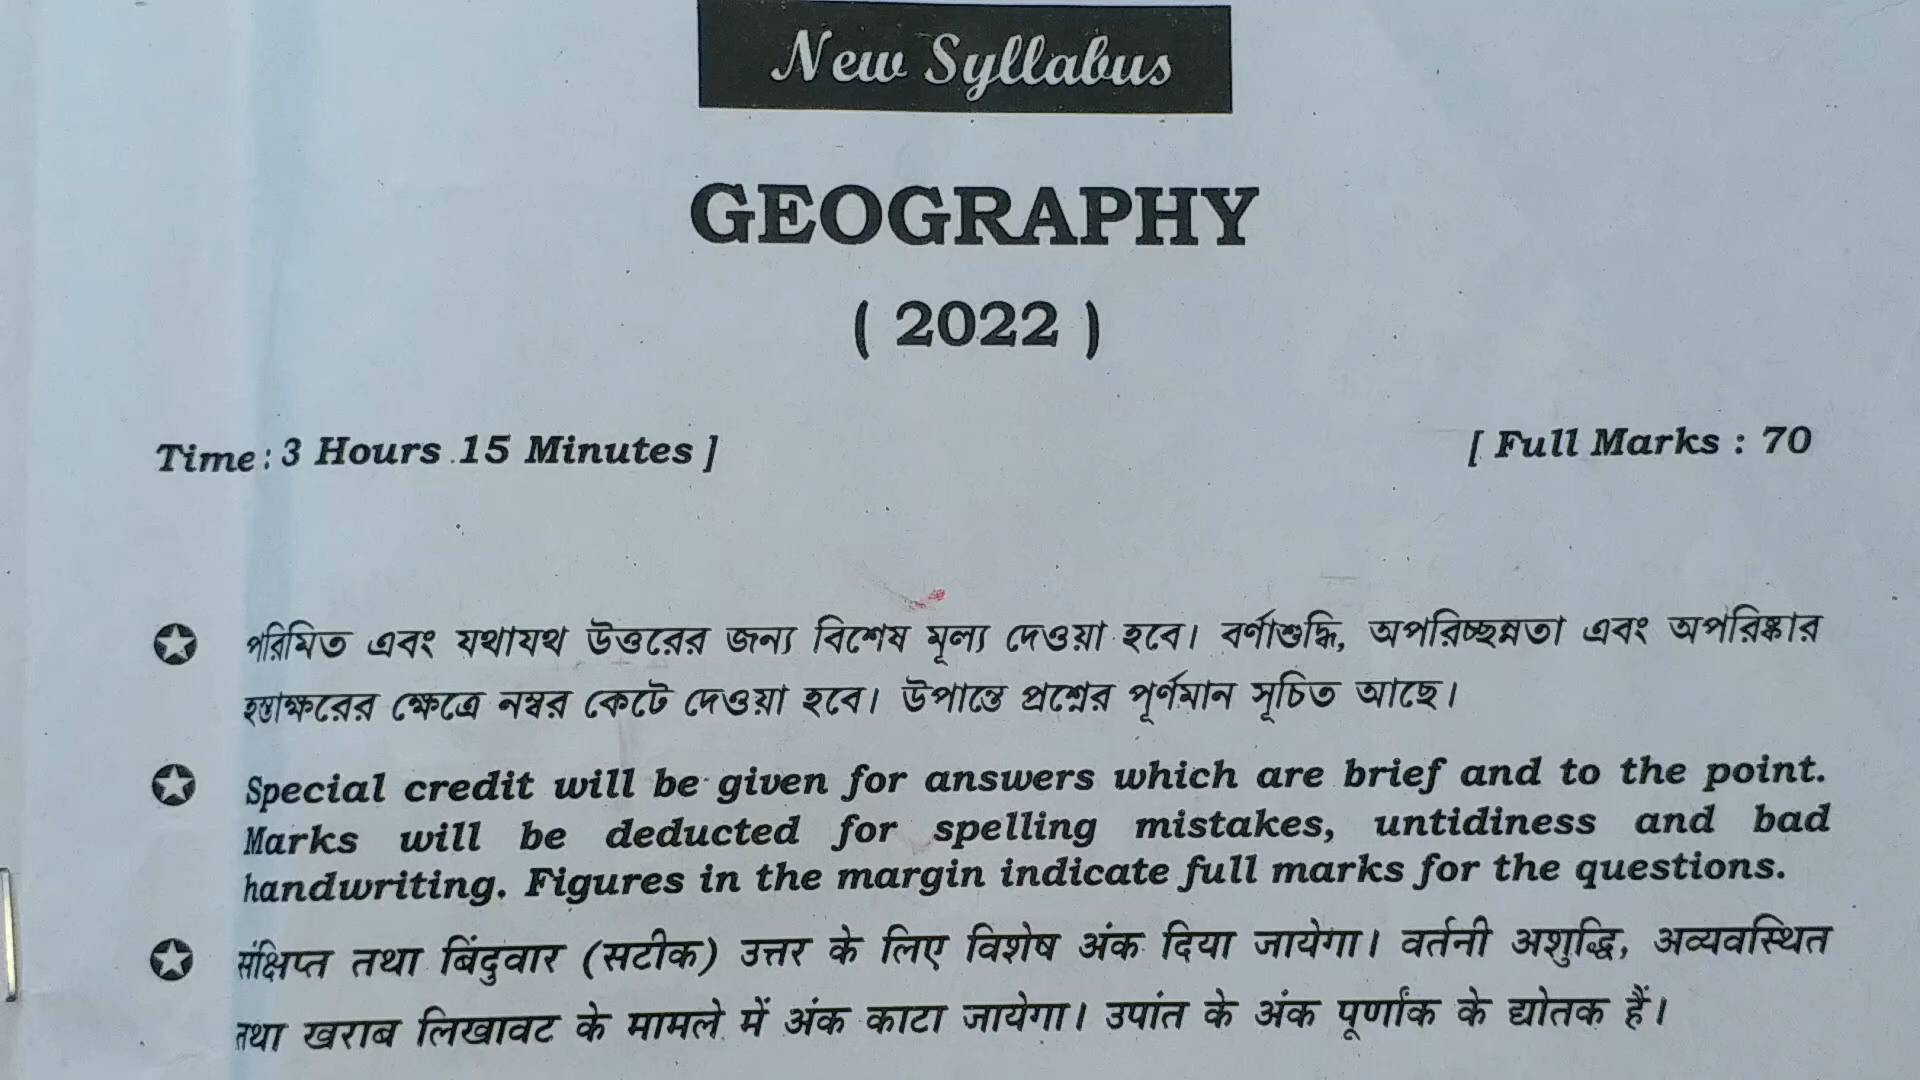 New Syllabus
GEOGRAPHY
( 2022 )
Time : 3 Hours 15 Minutes ]
[ Full Marks : 70
পরিমিত এবং যথাযথ উত্তরের জন্য বিশেষ মূল্য দেওয়া হবে। বর্ণাশুদ্ধি, অপরিচ্ছন্নতা এবং অপরিষ্কার
হস্তাক্ষরের ক্ষেত্রে নম্বর কেটে দেওয়া হবে। উপান্তে প্রশ্নের পূর্ণমান সূচিত আছে।
Special credit will be given for answers which are brief and to the point.
Marks will be deducted for spelling mistakes, untidiness and bad
handwriting. Figures in the margin indicate full marks for the questions.
संक्षिप्त तथा बिंदुवार (सटीक) उत्तर के लिए विशेष अंक दिया जायेगा। वर्तनी अशुद्धि, अव्यवस्थित
तथा खराब लिखावट के मामले में अंक काटा जायेगा। उपांत के अंक पूर्णांक के द्योतक हैं।